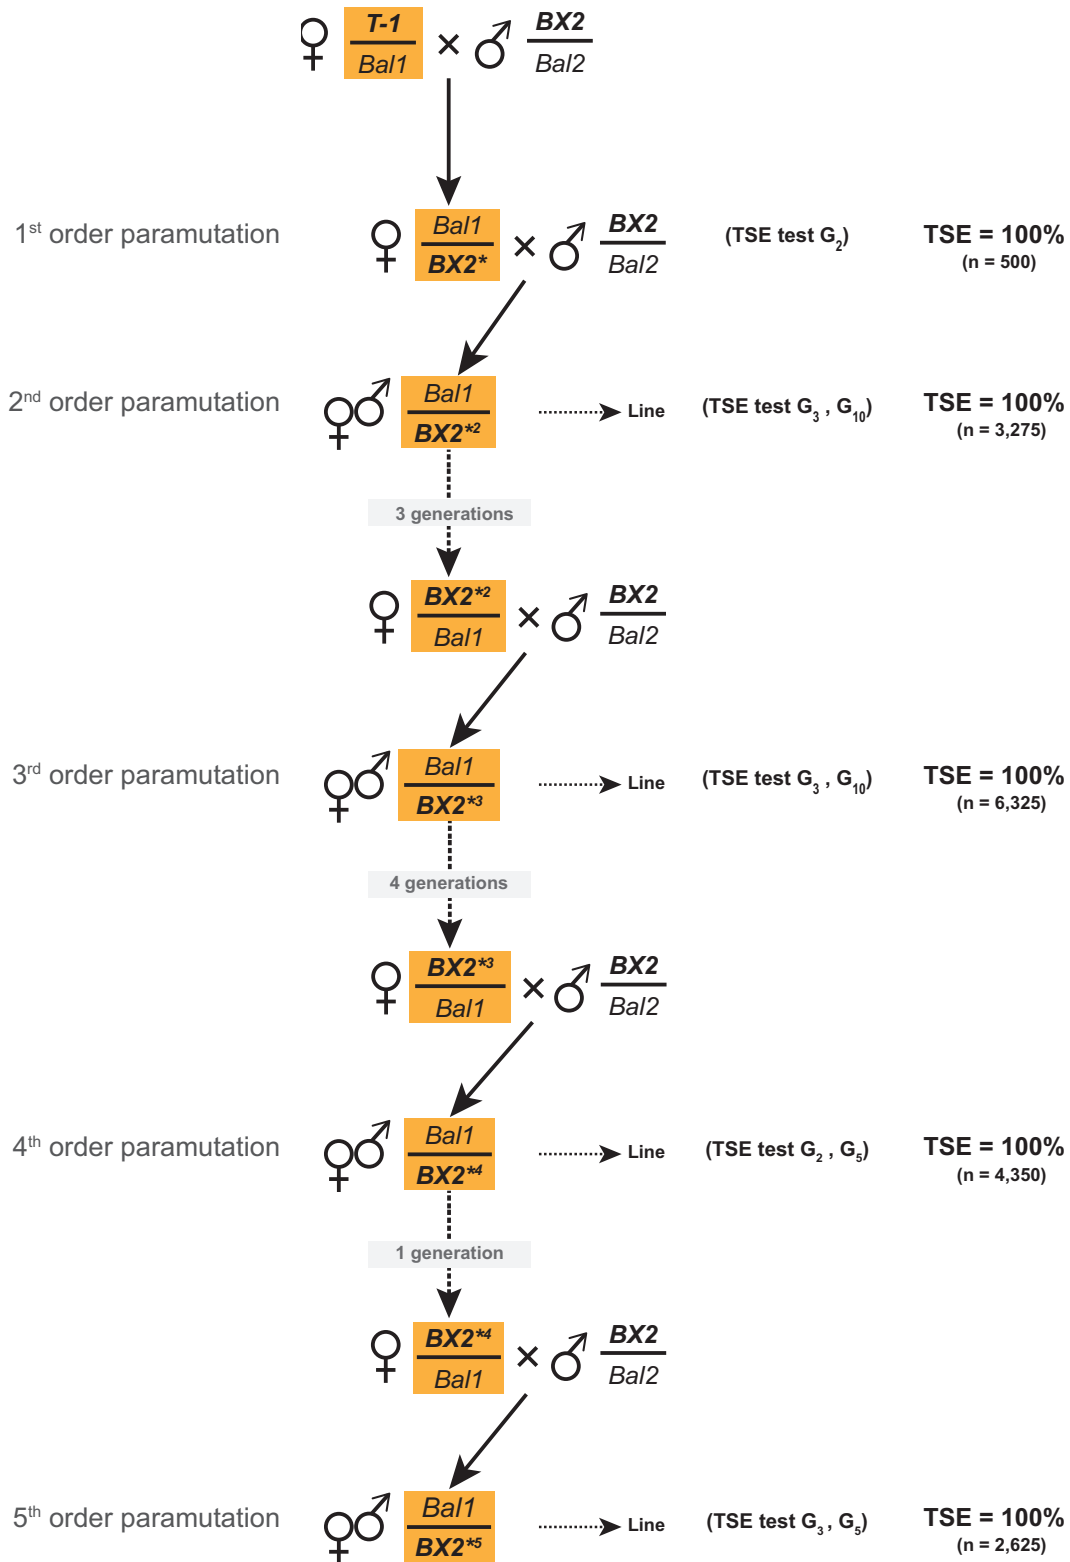 T-1 × BX2
Bal1 Bal2
1st order paramutation Bal1 × BX2 (TSE test G2) TSE = 100%
BX2* Bal2 (n = 500)
2nd order paramutation Bal1 Line (TSE test G3 , G10) TSE = 100%
BX2*2 (n = 3,275)
3 generations
BX2*2 × BX2
Bal1 Bal2
3rd order paramutation Bal1 Line (TSE test G3 , G10) TSE = 100%
BX2*3 (n = 6,325)
4 generations
BX2*3 × BX2
Bal1 Bal2
4th order paramutation Bal1 Line (TSE test G2 , G5) TSE = 100%
BX2*4 (n = 4,350)
1 generation
BX2*4 × BX2
Bal1 Bal2
5th order paramutation Bal1 Line (TSE test G3 , G5) TSE = 100%
BX2*5 (n = 2,625)